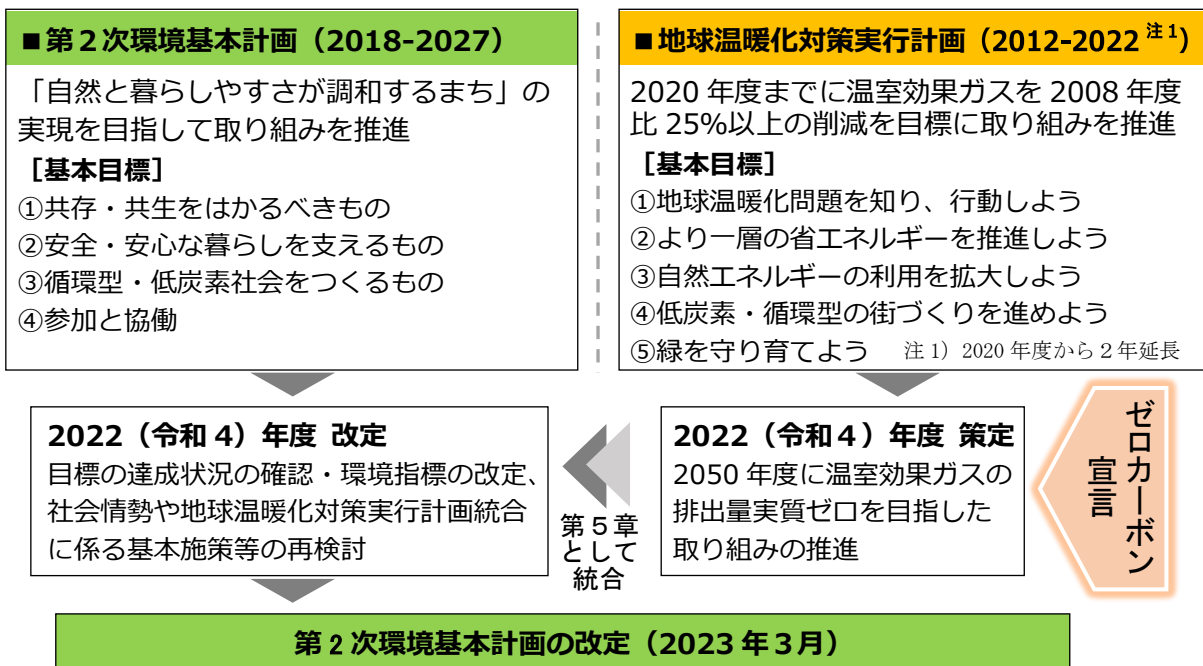 ■第２次環境基本計画（2018-2027）
「自然と暮らしやすさが調和するまち」の
実現を目指して取り組みを推進
［基本目標］
①共存・共生をはかるべきもの
②安全・安心な暮らしを支えるもの
③循環型・低炭素社会をつくるもの
④参加と協働
■地球温暖化対策実行計画（2012-2022注1）
2020 年度までに温室効果ガスを 2008 年度
比 25%以上の削減を目標に取り組みを推進
［基本目標］
①地球温暖化問題を知り、行動しよう
②より一層の省エネルギーを推進しよう
③自然エネルギーの利用を拡大しよう
④低炭素・循環型の街づくりを進めよう
⑤緑を守り育てよう　注 1）2020 年度から２年延長
2022（令和 4）年度 改定
目標の達成状況の確認・環境指標の改定、
社会情勢や地球温暖化対策実行計画統合
に係る基本施策等の再検討
第５章
として
統合
2022（令和４）年度 策定
2050 年度に温室効果ガスの
排出量実質ゼロを目指した
取り組みの推進
ゼロカーボン
宣言
第２次環境基本計画の改定（2023 年３月）